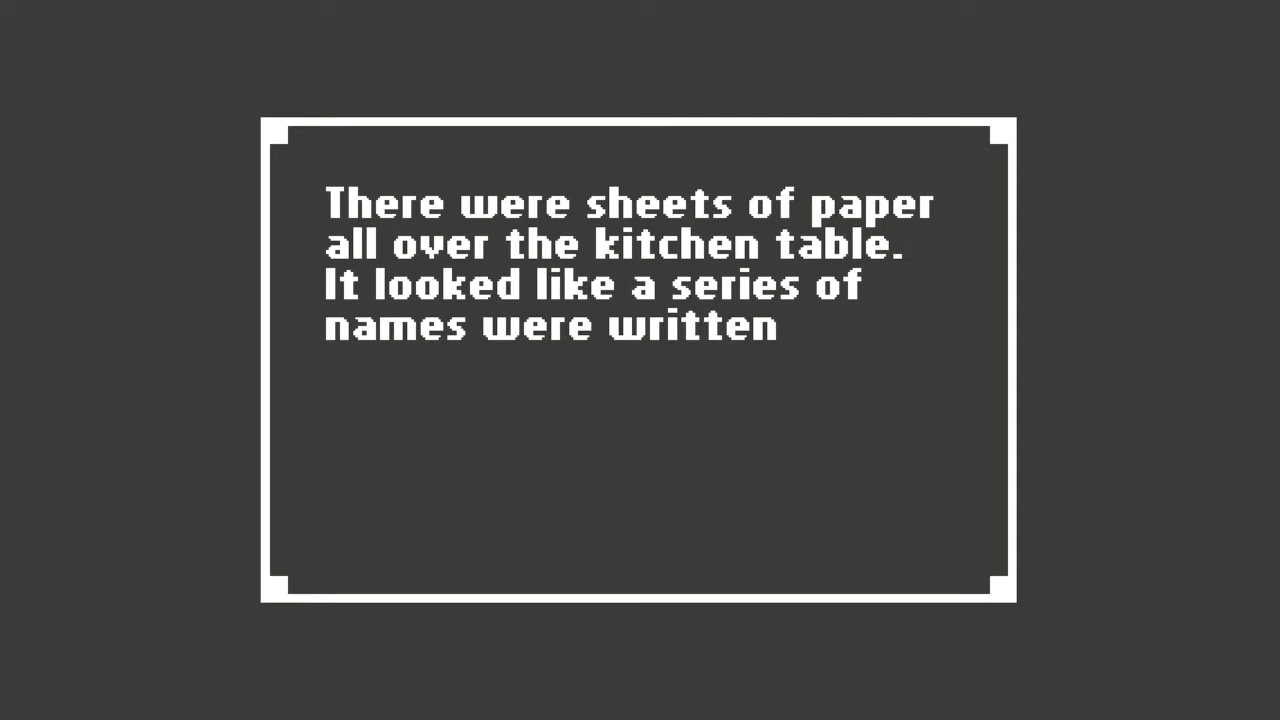 There were sheets of paper
all over the kitchen table.
It looked like a series of
names were written